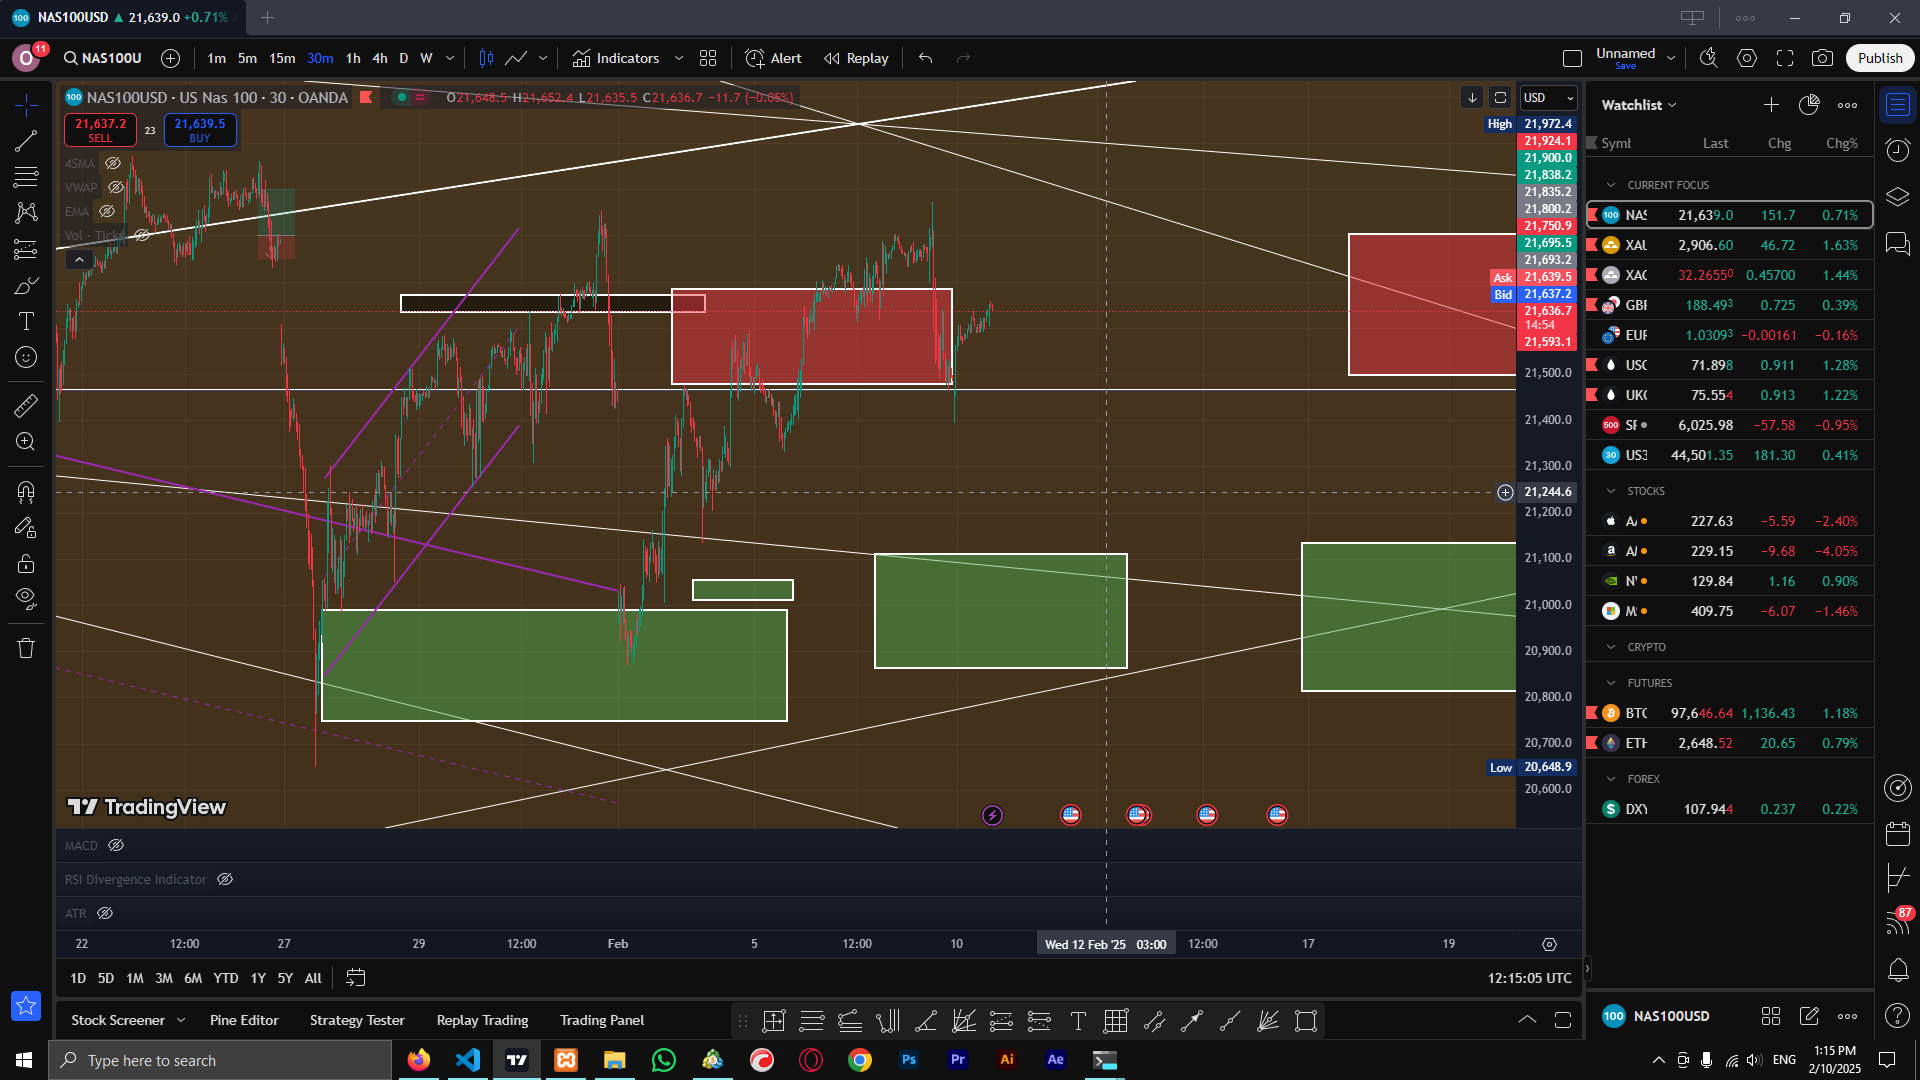 NAS100USD ▲ 21,639.0 +0.71%
O 11 NAS100U 1m 5m 15m 30m 1h 4h D W Indicators Alert Replay Unnamed Save Publish
NAS100USD · US Nas 100 · 30 · OANDA O21,648.5 H21,652.4 L21,635.5 C21,636.7 −11.7 (−0.05%)
21,637.2 SELL 23 21,639.5 BUY
4SMA
VWAP
EMA
Vol · Ticks
USD
High 21,972.4
21,924.1
21,900.0
21,838.2
21,835.2
21,800.2
21,750.9
21,695.5
21,693.2
Ask 21,639.5
Bid 21,637.2
21,636.7
14:54
21,593.1
21,500.0
21,400.0
21,300.0
21,244.6
21,200.0
21,100.0
21,000.0
20,900.0
20,800.0
20,700.0
Low 20,648.9
20,600.0
TradingView
MACD
RSI Divergence Indicator
ATR
22 12:00 27 29 12:00 Feb 5 12:00 10 Wed 12 Feb '25 03:00 12:00 17 19
1D 5D 1M 3M 6M YTD 1Y 5Y All 12:15:05 UTC
Stock Screener Pine Editor Strategy Tester Replay Trading Trading Panel
Watchlist
Last Chg Chg%
CURRENT FOCUS
100 NAS 21,639.0 151.7 0.71%
XAU 2,906.60 46.72 1.63%
32.26550 0.45700 1.44%
GBP 188.493 0.725 0.39%
EUR 1.03093 −0.00161 −0.16%
71.898 0.911 1.28%
75.554 0.913 1.22%
500 6,025.98 −57.58 −0.95%
30 US3 44,501.35 181.30 0.41%
STOCKS
227.63 −5.59 −2.40%
229.15 −9.68 −4.05%
129.84 1.16 0.90%
409.75 −6.07 −1.46%
CRYPTO
FUTURES
BTC 97,646.64 1,136.43 1.18%
ETH 2,648.52 20.65 0.79%
FOREX
DXY 107.944 0.237 0.22%
87
100 NAS100USD
Type here to search
Ps Pr Ai Ae
ENG 1:15 PM
2/10/2025